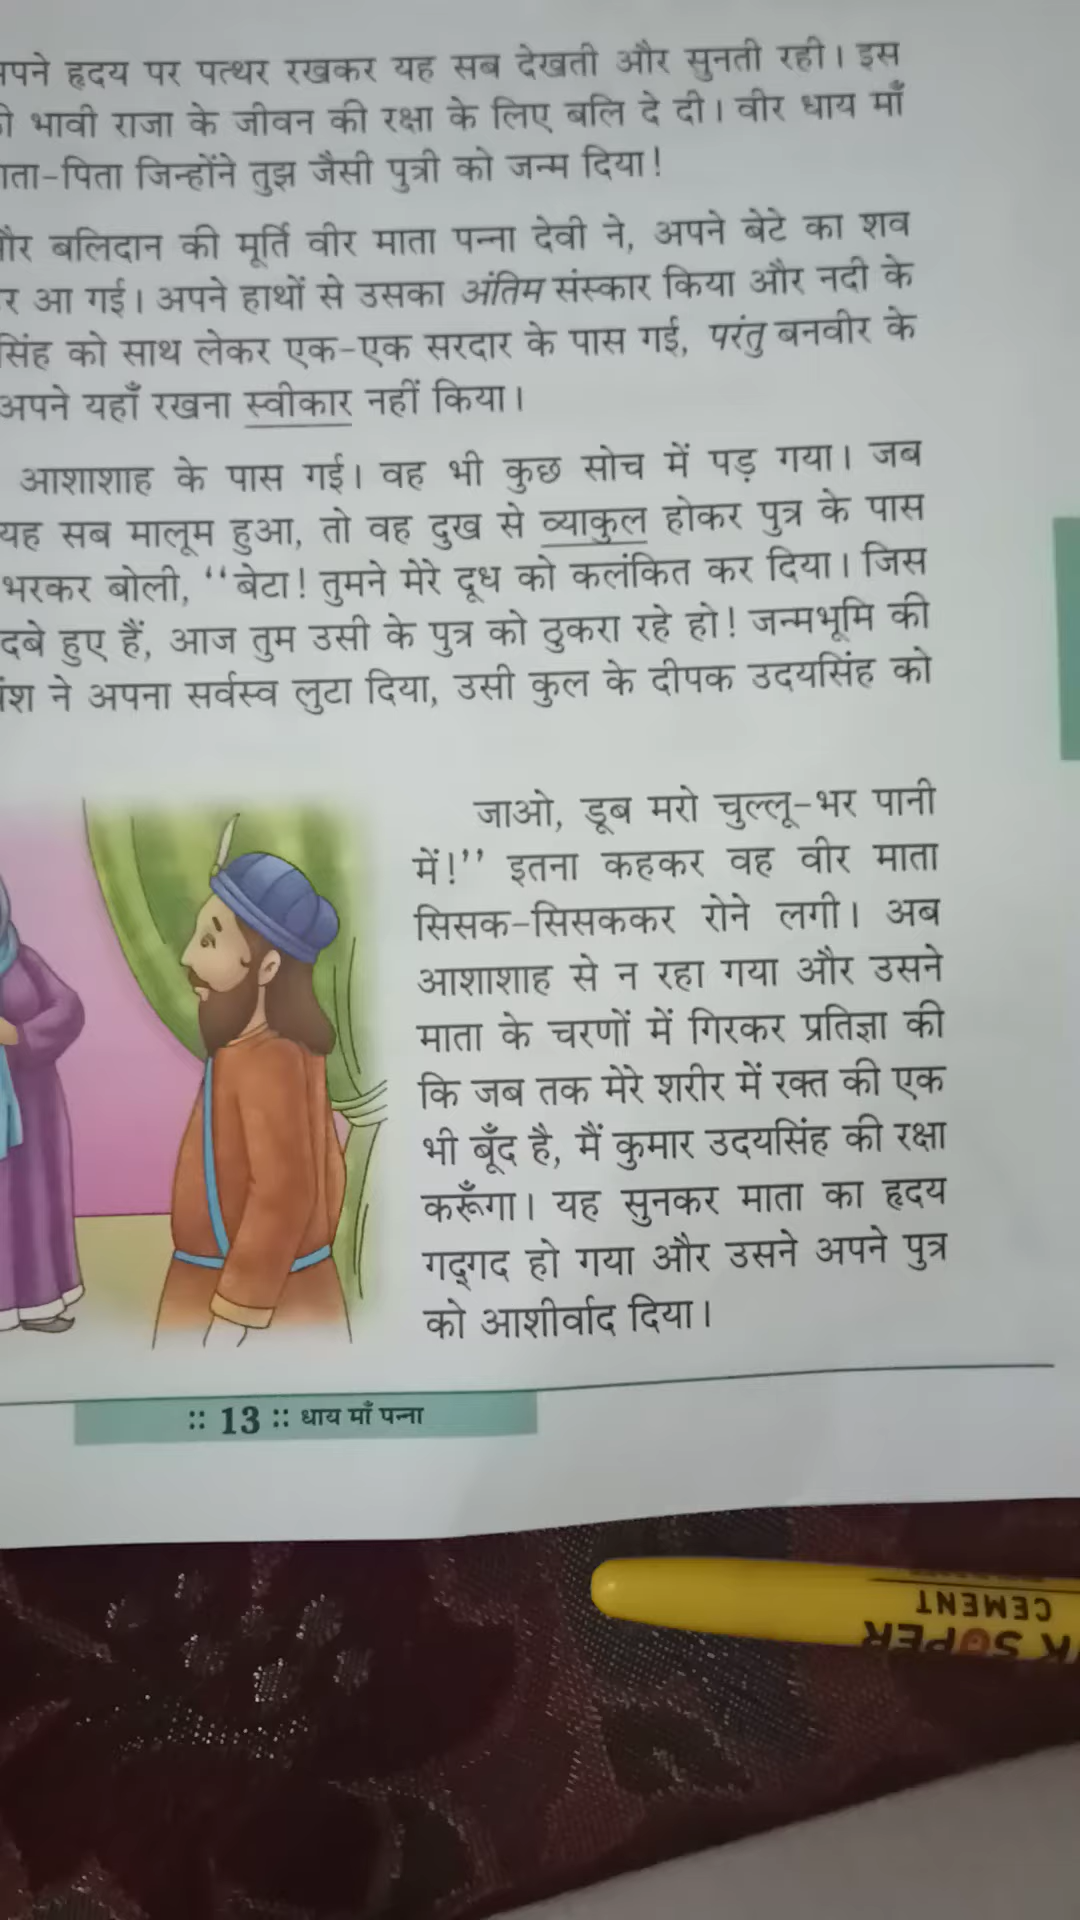 हृदय पर पत्थर रखकर यह सब देखती और सुनती रही। इस
भावी राजा के जीवन की रक्षा के लिए बलि दे दी। वीर धाय माँ
पिता जिन्होंने तुझ जैसी पुत्री को जन्म दिया!
बलिदान की मूर्ति वीर माता पन्ना देवी ने, अपने बेटे का शव
आ गई। अपने हाथों से उसका अंतिम संस्कार किया और नदी के
सिंह को साथ लेकर एक-एक सरदार के पास गई, परंतु बनवीर के
अपने यहाँ रखना स्वीकार नहीं किया।
आशाशाह के पास गई। वह भी कुछ सोच में पड़ गया। जब
यह सब मालूम हुआ, तो वह दुख से व्याकुल होकर पुत्र के पास
भरकर बोली, ‘‘बेटा! तुमने मेरे दूध को कलंकित कर दिया। जिस
दबे हुए हैं, आज तुम उसी के पुत्र को ठुकरा रहे हो! जन्मभूमि की
ने अपना सर्वस्व लुटा दिया, उसी कुल के दीपक उदयसिंह को
जाओ, डूब मरो चुल्लू-भर पानी
में!’’ इतना कहकर वह वीर माता
सिसक-सिसककर रोने लगी। अब
आशाशाह से न रहा गया और उसने
माता के चरणों में गिरकर प्रतिज्ञा की
कि जब तक मेरे शरीर में रक्त की एक
भी बूँद है, मैं कुमार उदयसिंह की रक्षा
करूँगा। यह सुनकर माता का हृदय
गद्‌गद हो गया और उसने अपने पुत्र
को आशीर्वाद दिया।
:: 13 :: धाय माँ पन्ना
CEMENT
SUPER